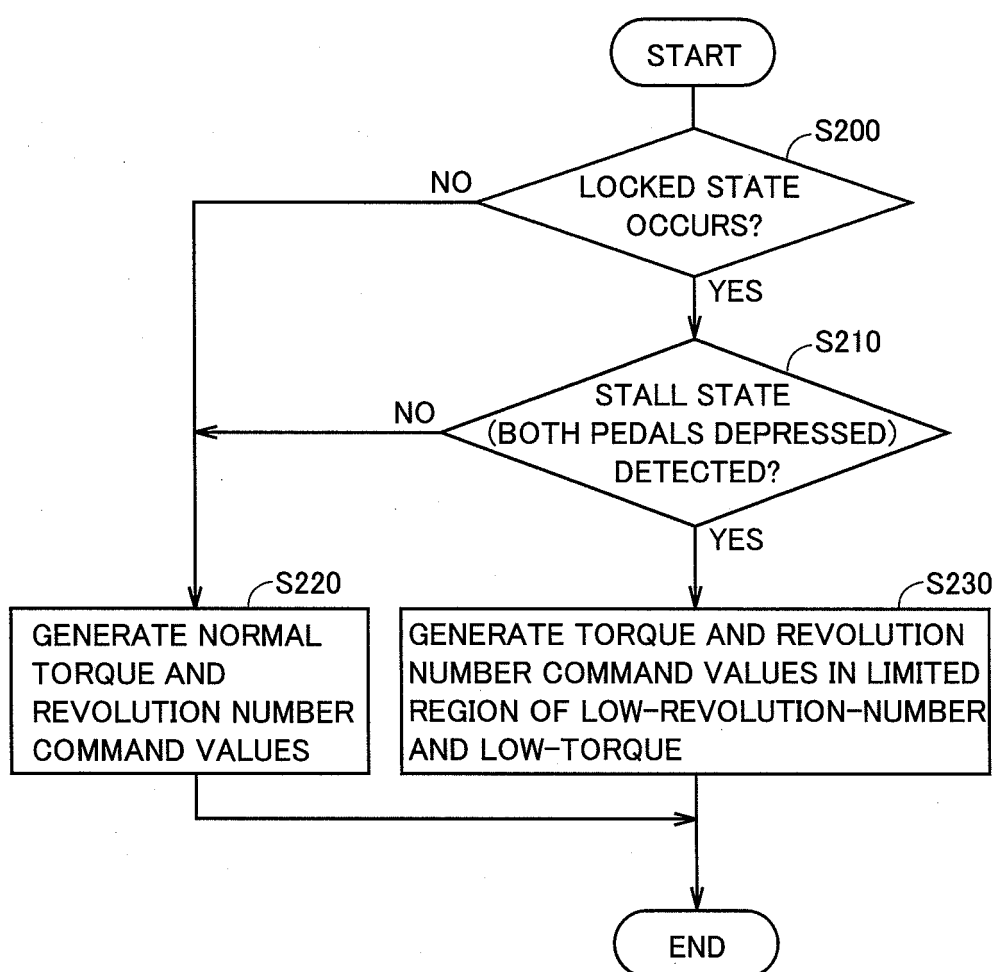 START
S200
NO
LOCKED STATE
OCCURS?
YES
S210
NO
STALL STATE
(BOTH PEDALS DEPRESSED)
DETECTED?
YES
S220
GENERATE NORMAL
TORQUE AND
REVOLUTION NUMBER
COMMAND VALUES
S230
GENERATE TORQUE AND REVOLUTION
NUMBER COMMAND VALUES IN LIMITED
REGION OF LOW-REVOLUTION-NUMBER
AND LOW-TORQUE
END